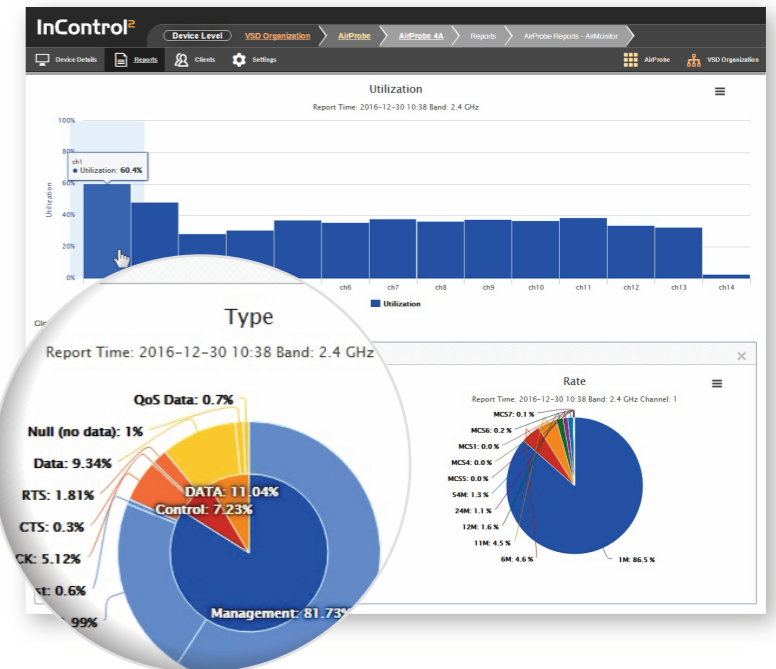 InControl²
Device Level VSD Organization AirProbe AirProbe 4A Reports AirProbe Reports - AirMonitor
Device Details Reports Clients Settings AirProbe VSD Organization
Utilization
Report Time: 2016-12-30 10:38 Band: 2.4 GHz
100%
80%
60%
40%
20%
0%
Utilization
ch1
Utilization: 60.4%
ch6 ch7 ch8 ch9 ch10 ch11 ch12 ch13 ch14
Utilization
Type
Report Time: 2016-12-30 10:38 Band: 2.4 GHz
QoS Data: 0.7%
Null (no data): 1%
Data: 9.34%
RTS: 1.81%
CTS: 0.3%
CK: 5.12%
st: 0.6%
99%
DATA: 11.04%
Control: 7.23%
Management: 81.73%
Rate
Report Time: 2016-12-30 10:38 Band: 2.4 GHz Channel: 1
MCS7: 0.1 %
MCS6: 0.2 %
MCS1: 0.0 %
MCS4: 0.0 %
MCS5: 0.0 %
54M: 1.3 %
24M: 1.1 %
12M: 1.6 %
11M: 4.5 %
6M: 4.6 %
1M: 86.5 %